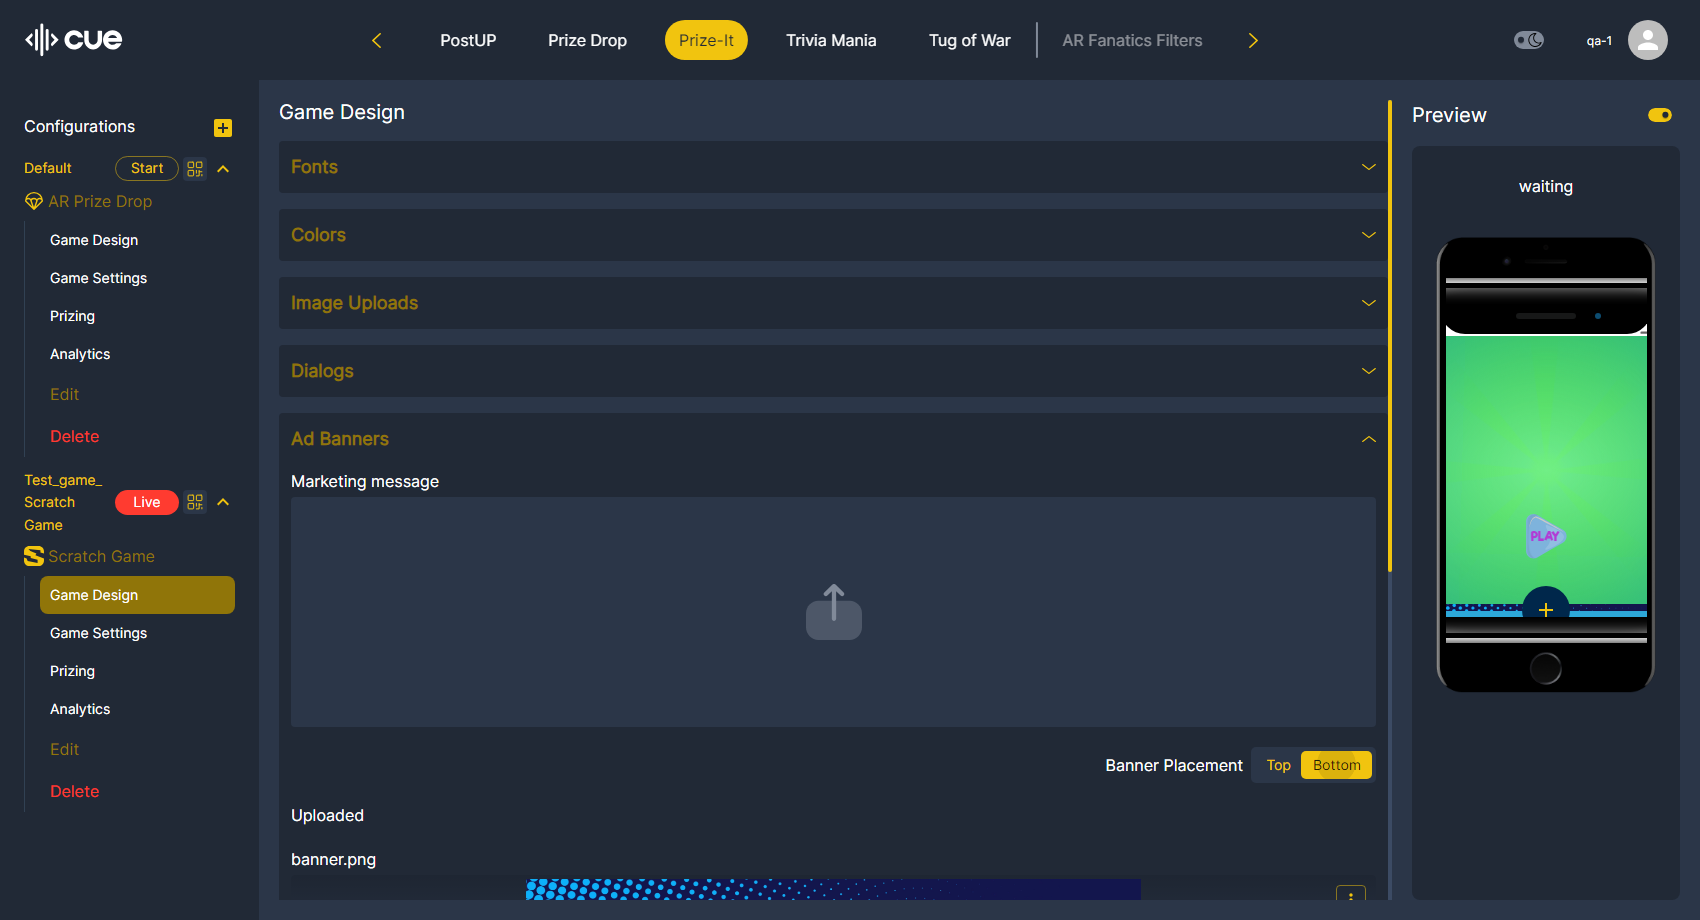 cue
PostUP
Prize Drop
Prize-It
Trivia Mania
Tug of War
AR Fanatics Filters
qa-1
Configurations
Default
Start
AR Prize Drop
Game Design
Game Settings
Prizing
Analytics
Edit
Delete
Test_game_
Scratch
Game
Live
Scratch Game
Game Design
Game Settings
Prizing
Analytics
Edit
Delete
Game Design
Fonts
Colors
Image Uploads
Dialogs
Ad Banners
Marketing message
Banner Placement
Top
Bottom
Uploaded
banner.png
Preview
waiting
PLAY